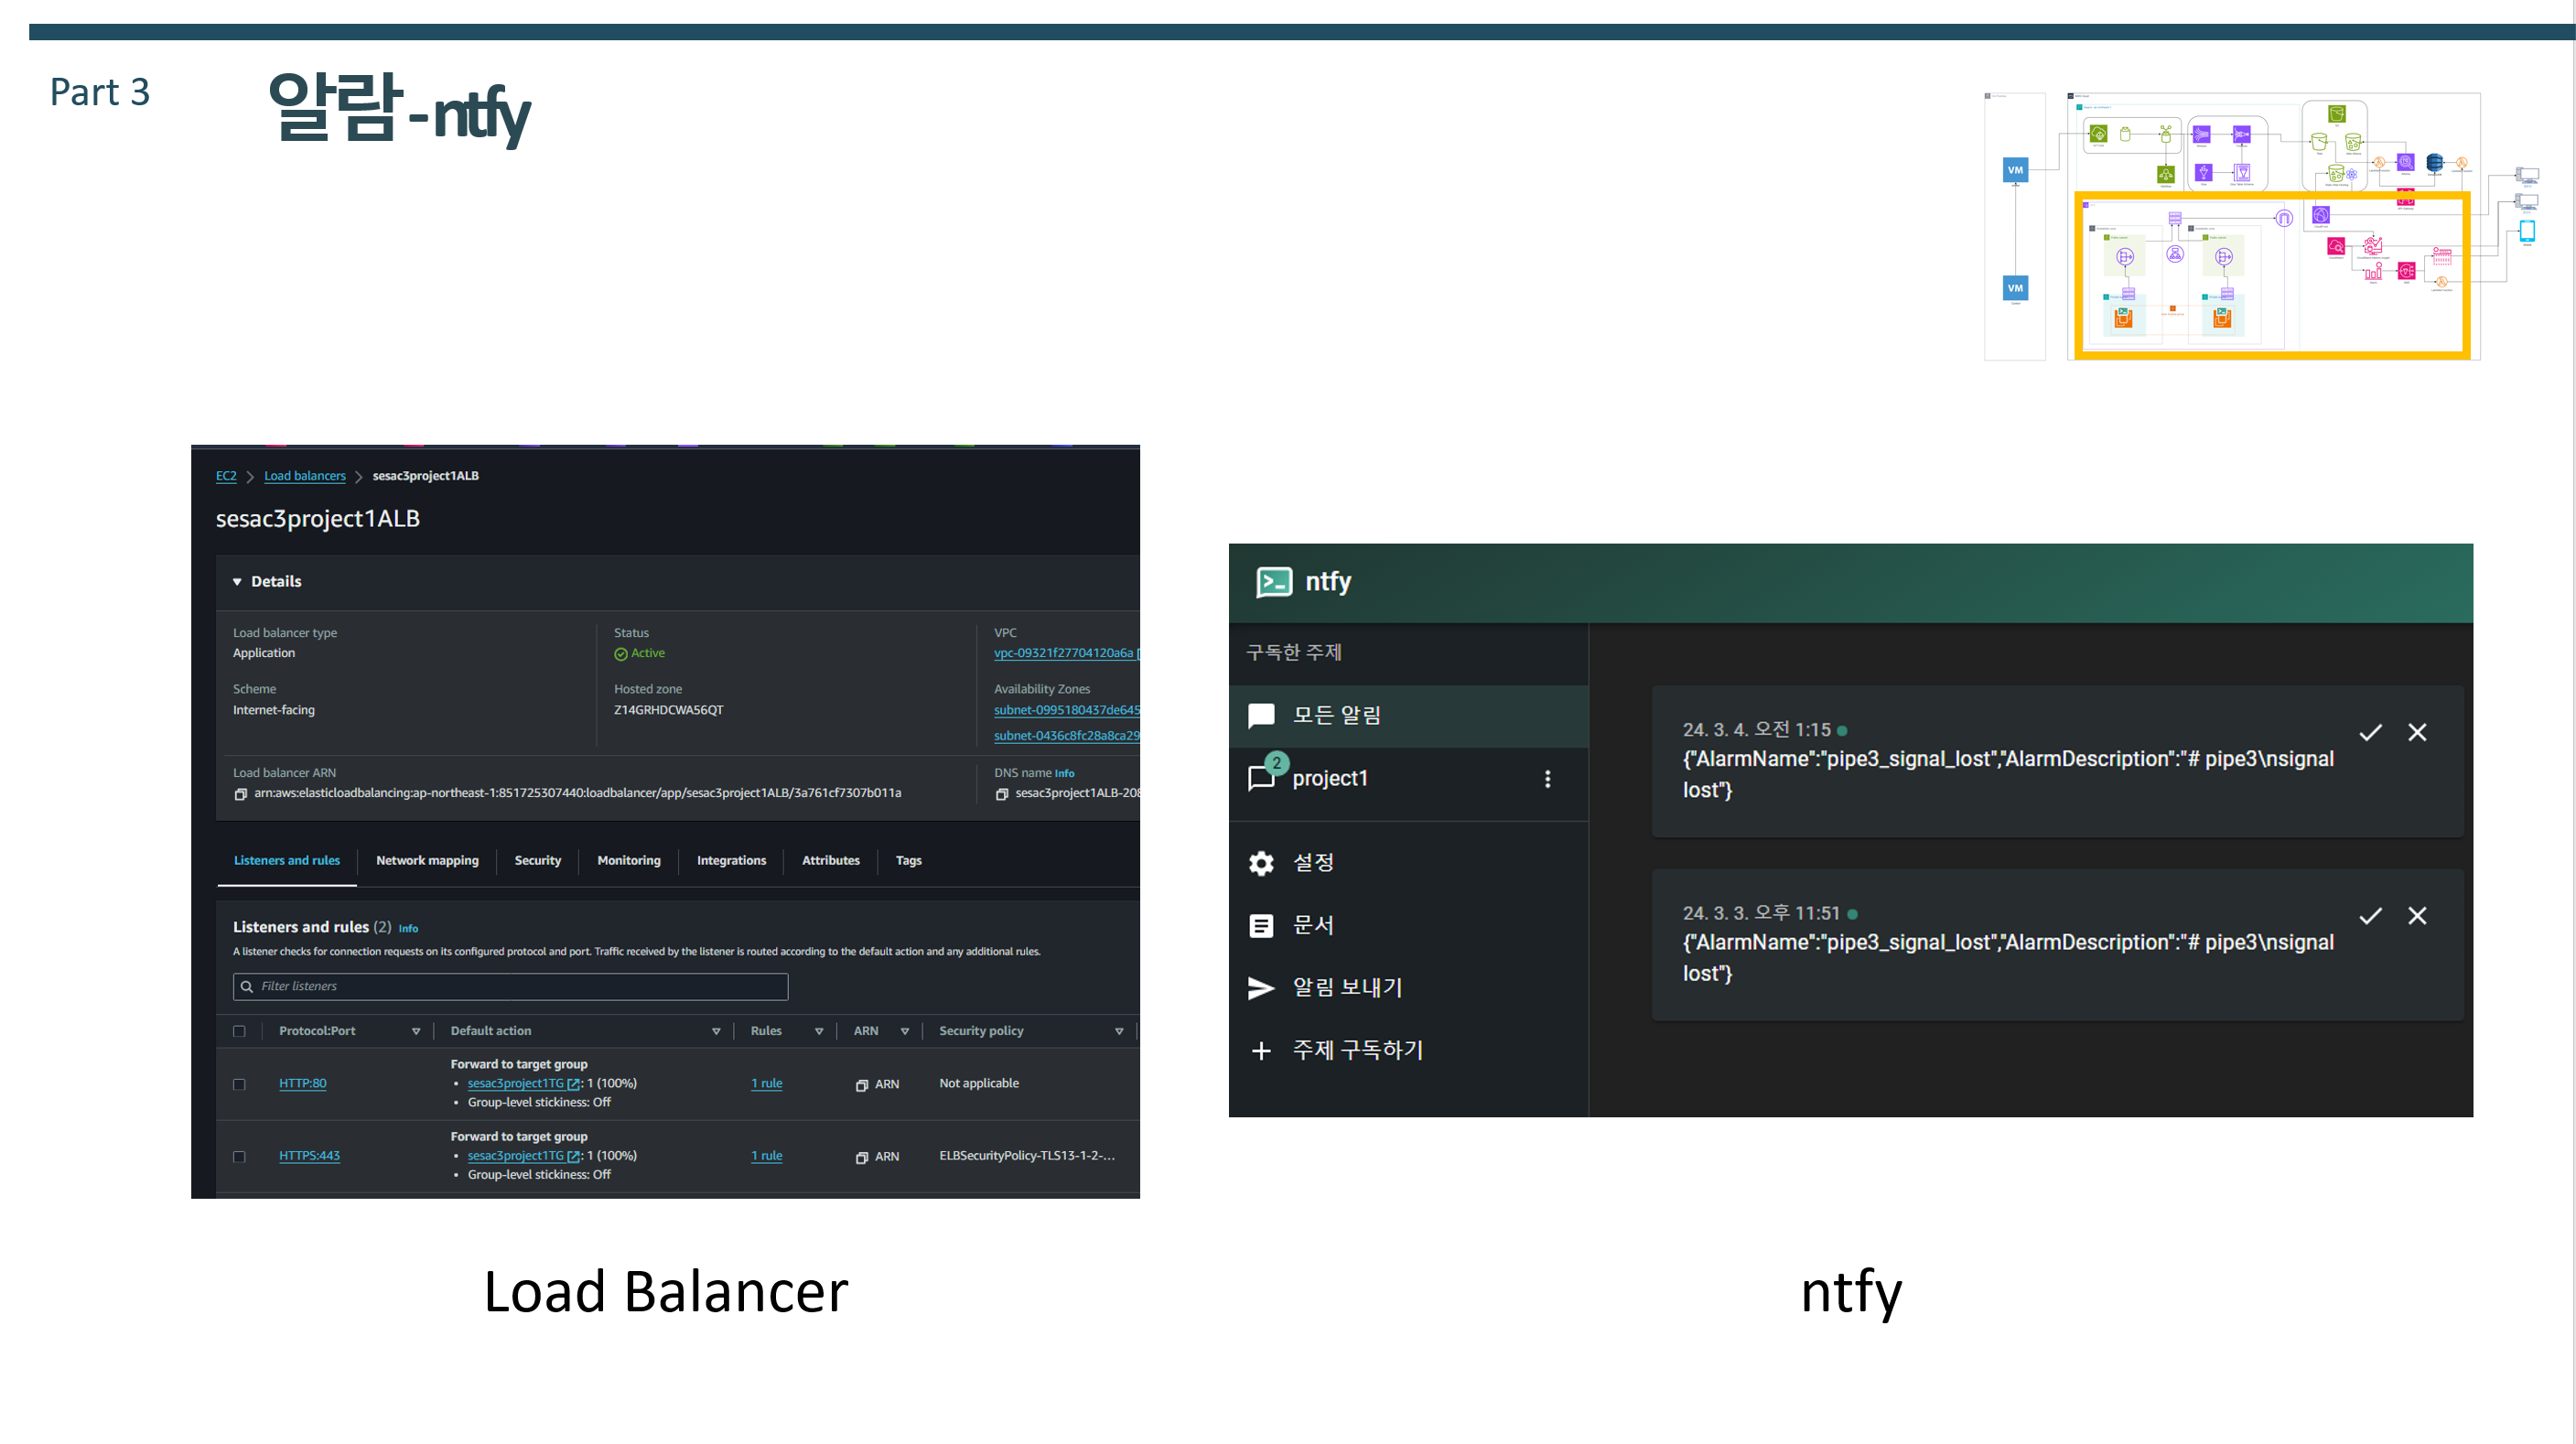 Part 3
알람-ntfy
VM
VM
EC2 > Load balancers > sesac3project1ALB
sesac3project1ALB
Details
Load balancer type
Application
Status
Active
VPC
vpc-09321f27704120a6a
Scheme
Internet-facing
Hosted zone
Z14GRHDCWA56QT
Availability Zones
subnet-0995180437de645
subnet-0436c8fc28a8ca29
Load balancer ARN
arn:aws:elasticloadbalancing:ap-northeast-1:851725307440:loadbalancer/app/sesac3project1ALB/3a761cf7307b011a
DNS name Info
sesac3project1ALB-208
Listeners and rules Network mapping Security Monitoring Integrations Attributes Tags
Listeners and rules (2) Info
A listener checks for connection requests on its configured protocol and port. Traffic received by the listener is routed according to the default action and any additional rules.
Filter listeners
Protocol:Port Default action Rules ARN Security policy
Forward to target group
HTTP:80 • sesac3project1TG : 1 (100%) 1 rule ARN Not applicable
• Group-level stickiness: Off
Forward to target group
HTTPS:443 • sesac3project1TG : 1 (100%) 1 rule ARN ELBSecurityPolicy-TLS13-1-2-...
• Group-level stickiness: Off
Load Balancer
ntfy
구독한 주제
모든 알림
2
project1
설정
문서
알림 보내기
주제 구독하기
24. 3. 4. 오전 1:15
{"AlarmName":"pipe3_signal_lost","AlarmDescription":"# pipe3\nsignal
lost"}
24. 3. 3. 오후 11:51
{"AlarmName":"pipe3_signal_lost","AlarmDescription":"# pipe3\nsignal
lost"}
ntfy